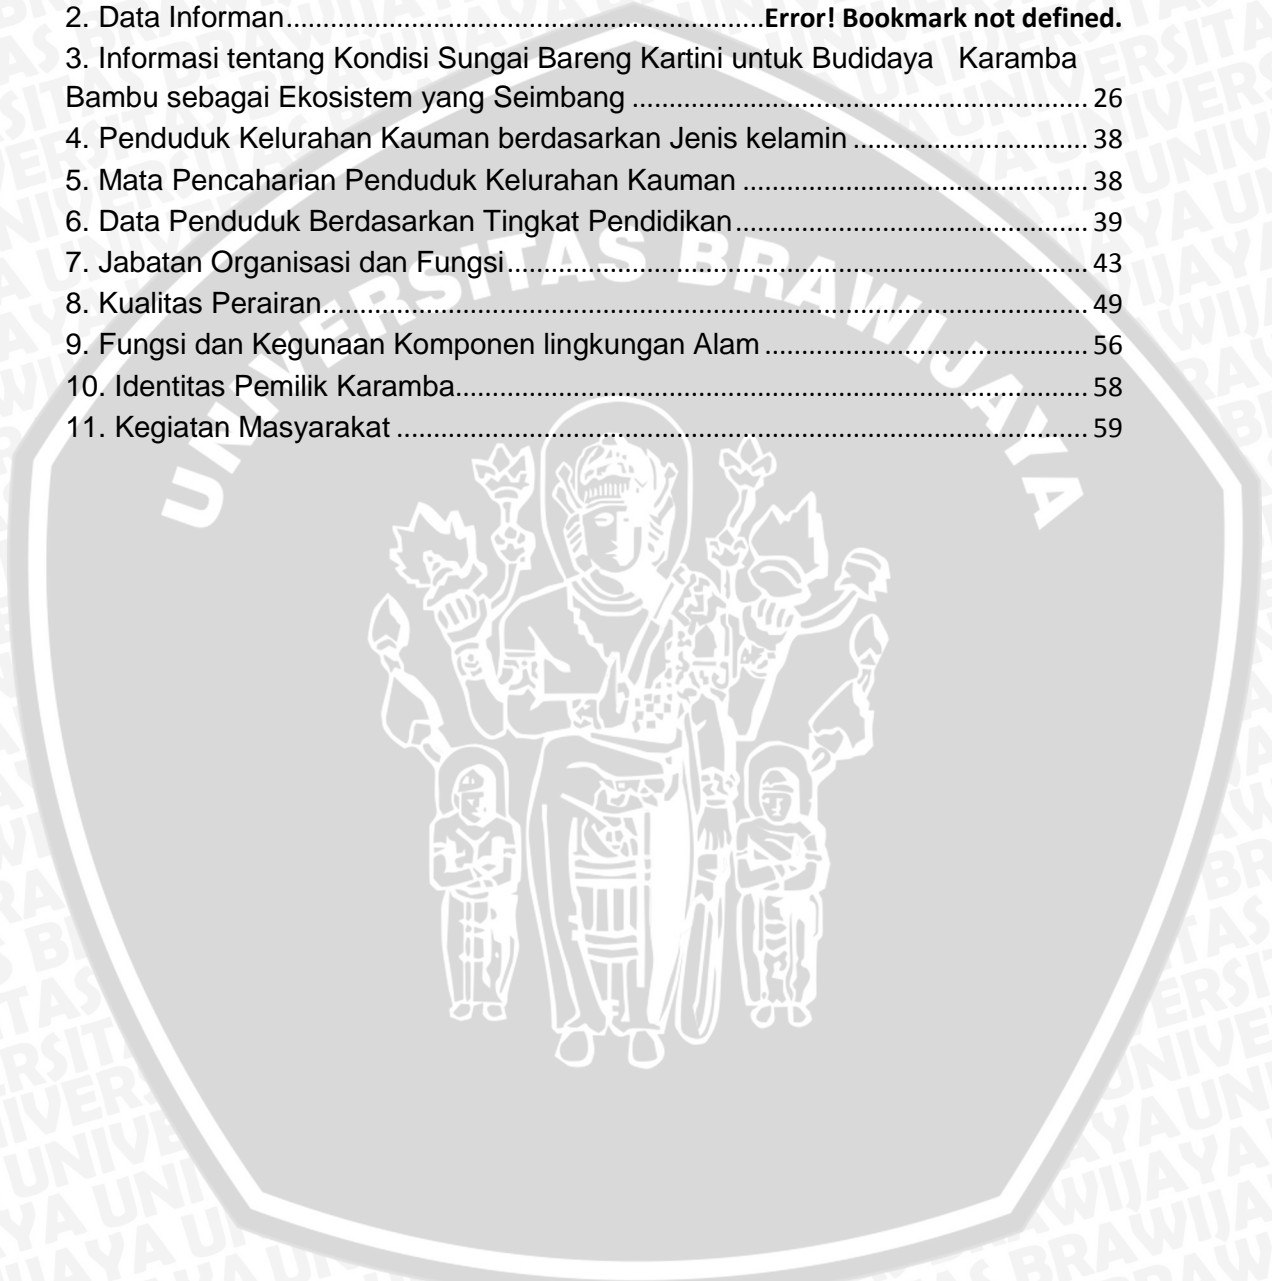 2. Data Informan..........................................................Error! Bookmark not defined.
3. Informasi tentang Kondisi Sungai Bareng Kartini untuk Budidaya   Karamba
Bambu sebagai Ekosistem yang Seimbang ........................................................ 26
4. Penduduk Kelurahan Kauman berdasarkan Jenis kelamin ............................. 38
5. Mata Pencaharian Penduduk Kelurahan Kauman .......................................... 38
6. Data Penduduk Berdasarkan Tingkat Pendidikan........................................... 39
7. Jabatan Organisasi dan Fungsi....................................................................... 43
8. Kualitas Perairan............................................................................................. 49
9. Fungsi dan Kegunaan Komponen lingkungan Alam ....................................... 56
10. Identitas Pemilik Karamba............................................................................. 58
11. Kegiatan Masyarakat .................................................................................... 59
UNIVERSITAS BRAWIJAYA